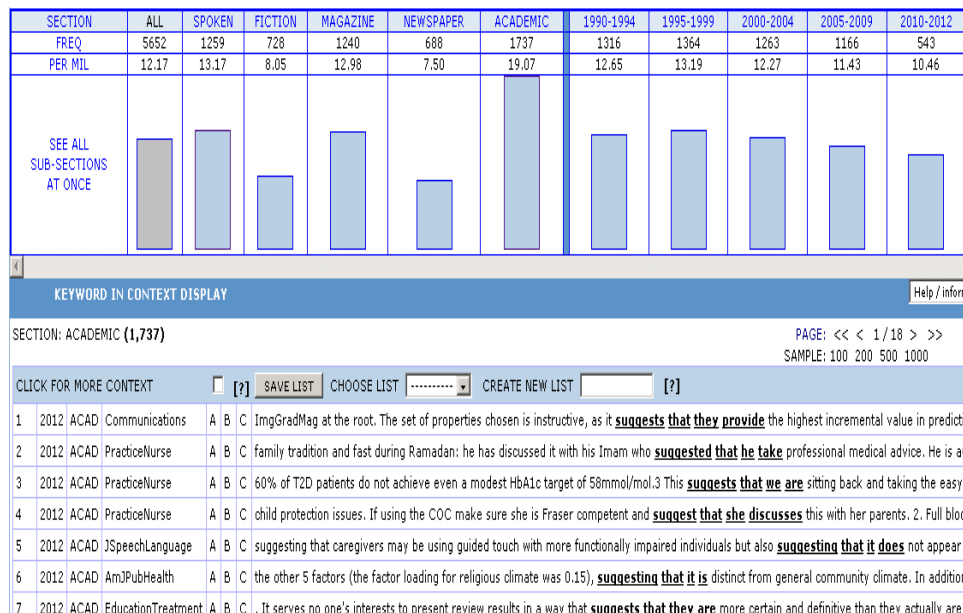 SECTION ALL SPOKEN FICTION MAGAZINE NEWSPAPER ACADEMIC 1990-1994 1995-1999 2000-2004 2005-2009 2010-2012
FREQ 5652 1259 728 1240 688 1737 1316 1364 1263 1166 543
PER MIL 12.17 13.17 8.05 12.98 7.50 19.07 12.65 13.19 12.27 11.43 10.46
SEE ALL
SUB-SECTIONS
AT ONCE
KEYWORD IN CONTEXT DISPLAY Help /
SECTION: ACADEMIC (1,737) PAGE: << < 1/18 > >>
SAMPLE: 100 200 500 1000
CLICK FOR MORE CONTEXT [?] SAVE LIST CHOOSE LIST ---------- CREATE NEW LIST [?]
1 2012 ACAD Communications A B C ImgGradMag at the root. The set of properties chosen is instructive, as it suggests that they provide the highest incremental value in predicti
2 2012 ACAD PracticeNurse A B C family tradition and fast during Ramadan: he has discussed it with his Imam who suggested that he take professional medical advice. He is
3 2012 ACAD PracticeNurse A B C 60% of T2D patients do not achieve even a modest HbA1c target of 58mmol/mol.3 This suggests that we are sitting back and taking the easy
4 2012 ACAD PracticeNurse A B C child protection issues. If using the COC make sure she is Fraser competent and suggest that she discusses this with her parents. 2. Full bloo
5 2012 ACAD JSpeechLanguage A B C suggesting that caregivers may be using guided touch with more functionally impaired individuals but also suggesting that it does not appear
6 2012 ACAD AmJPubHealth A B C the other 5 factors (the factor loading for religious climate was 0.15), suggesting that it is distinct from general community climate. In addition
7 2012 ACAD EducationTreatment A B C . It serves no one's interests to present review results in a way that suggests that they are more certain and definitive than they actually are